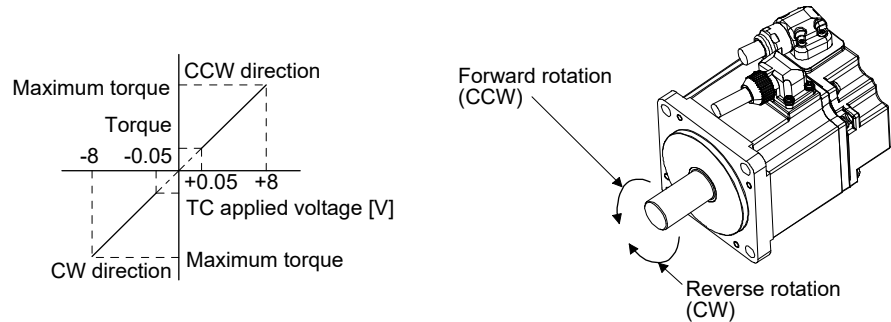 CCW direction
Maximum torque
Torque
-8
-0.05
+0.05
+8
TC applied voltage [V]
CW direction
Maximum torque
Forward rotation
(CCW)
Reverse rotation
(CW)